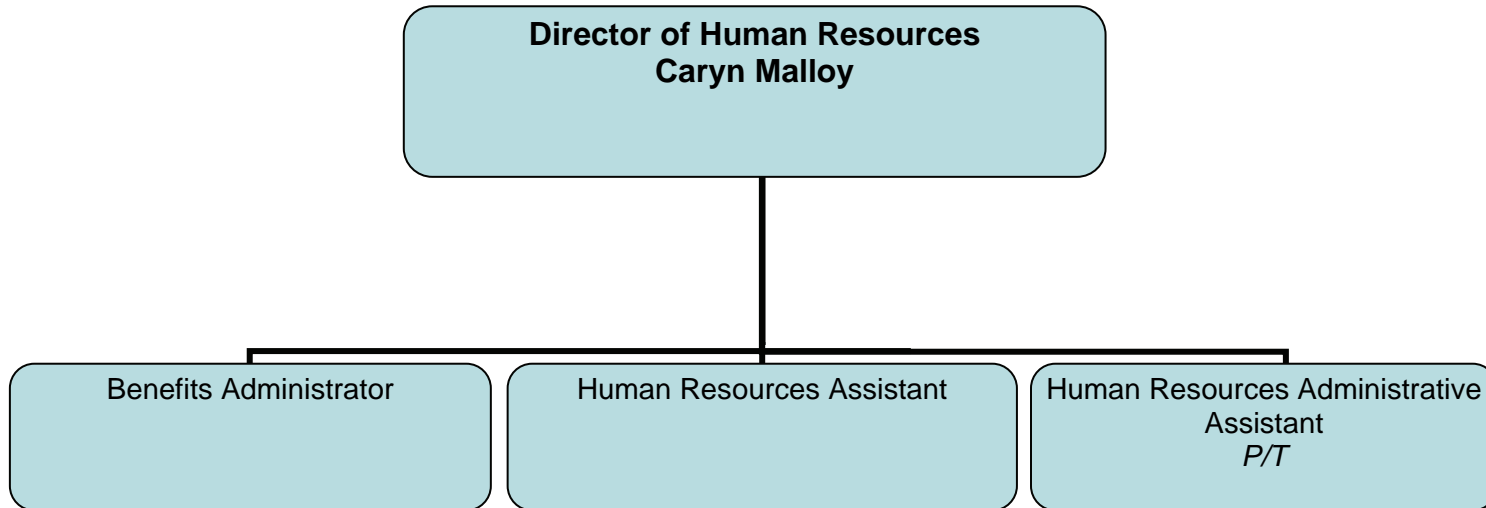 Director of Human Resources
Caryn Malloy
Benefits Administrator
Human Resources Assistant
Human Resources Administrative
Assistant
P/T